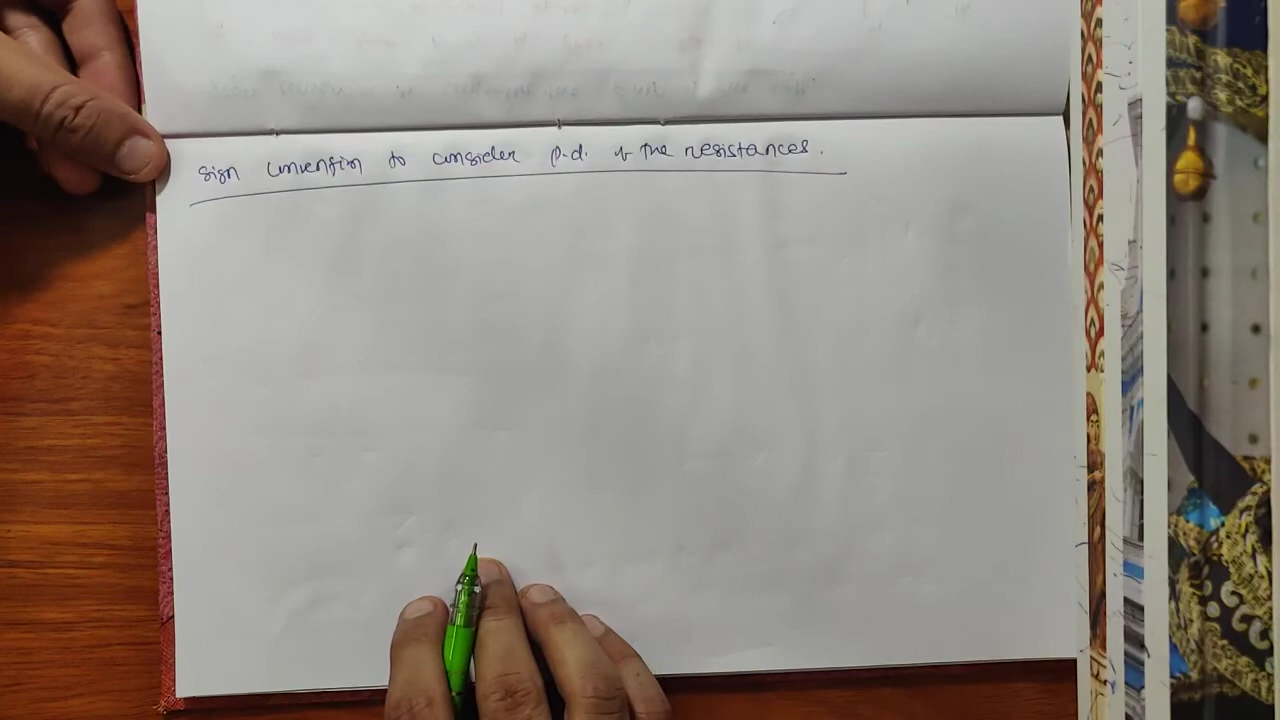 sign convention to consider p.d. of the resistances.